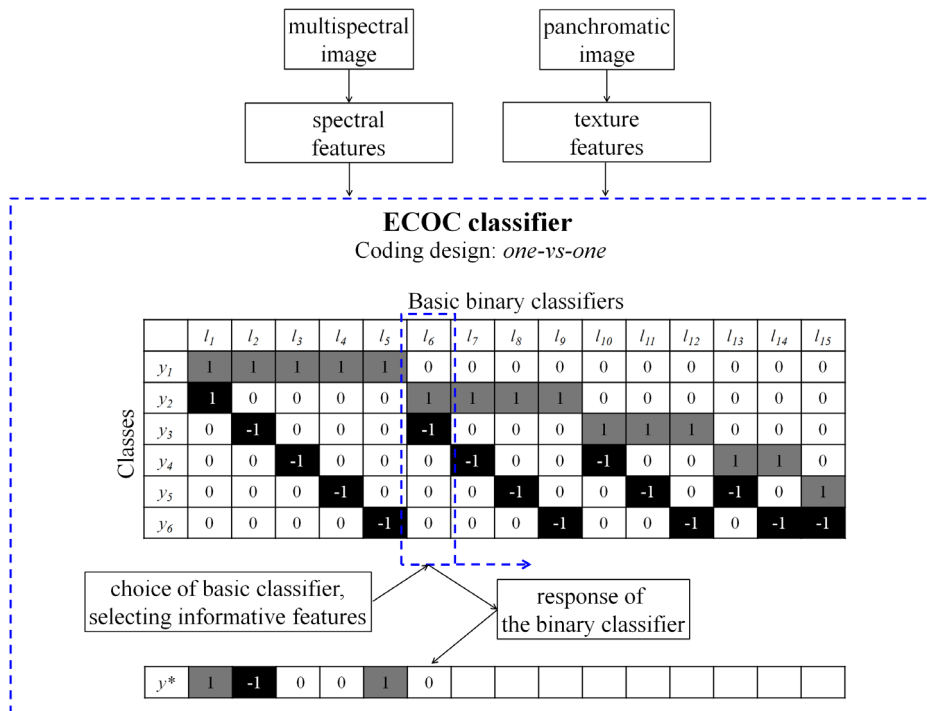 multispectral
image
panchromatic
image
spectral
features
texture
features
ECOC classifier
Coding design: one-vs-one
Basic binary classifiers
l1 l2 l3 l4 l5 l6 l7 l8 l9 l10 l11 l12 l13 l14 l15
Classes
y1 1 1 1 1 1 0 0 0 0 0 0 0 0 0 0
y2 1 0 0 0 0 1 1 1 1 0 0 0 0 0 0
y3 0 -1 0 0 0 -1 0 0 0 1 1 1 0 0 0
y4 0 0 -1 0 0 0 -1 0 0 -1 0 0 1 1 0
y5 0 0 0 -1 0 0 0 -1 0 0 -1 0 -1 0 1
y6 0 0 0 0 -1 0 0 0 -1 0 0 -1 0 -1 -1
choice of basic classifier,
selecting informative features
response of
the binary classifier
y* 1 -1 0 0 1 0